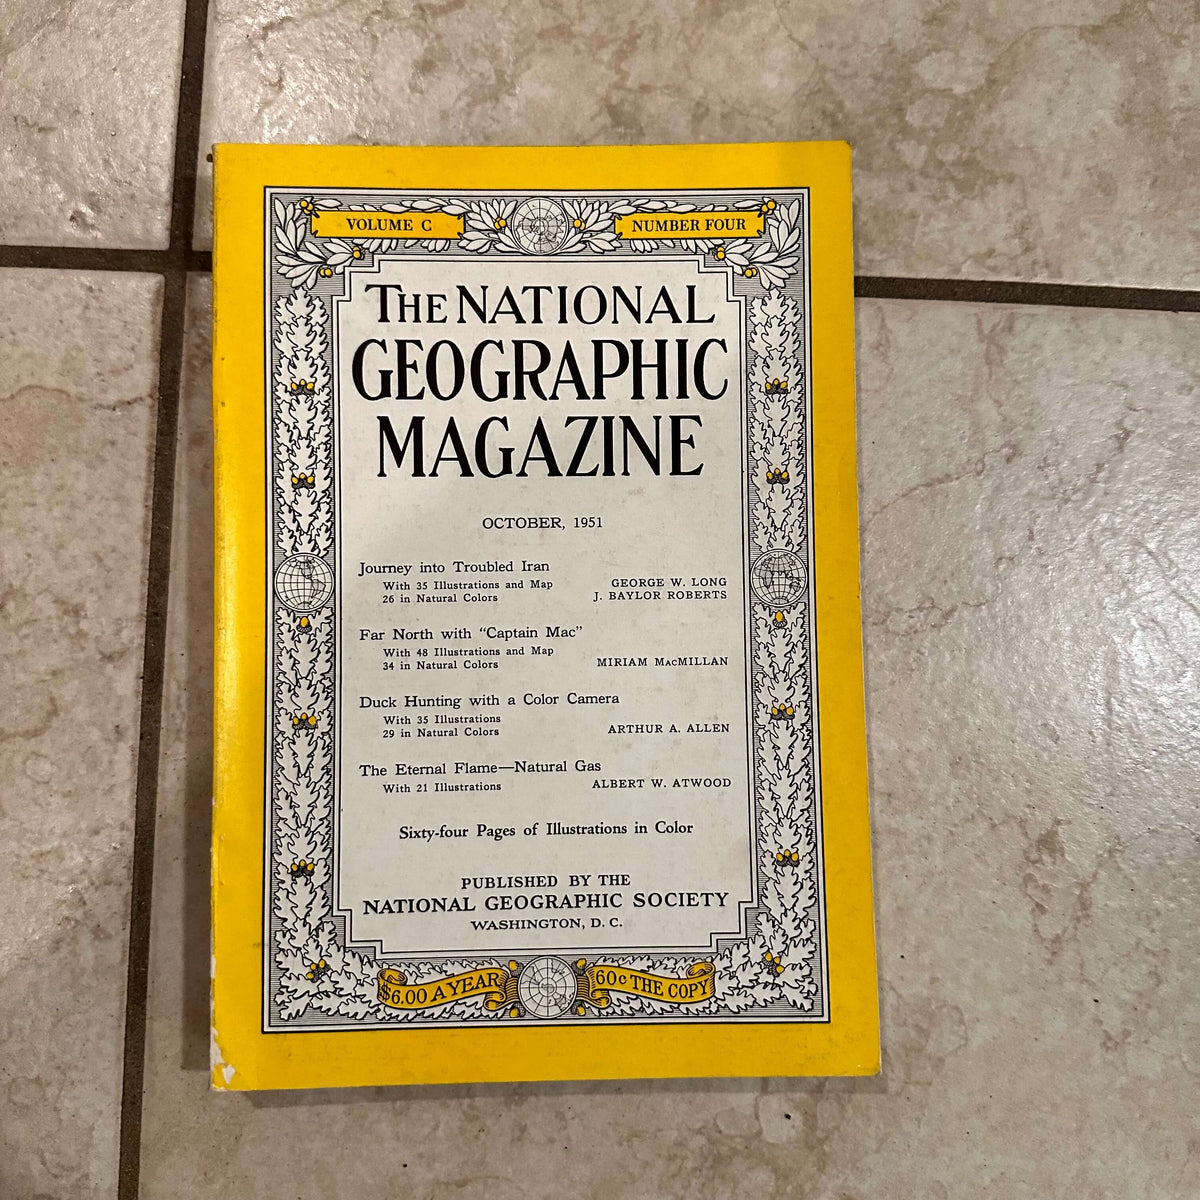 VOLUME C
NUMBER FOUR
THE NATIONAL
GEOGRAPHIC
MAGAZINE
OCTOBER, 1951
Journey into Troubled Iran
With 35 Illustrations and Map
26 in Natural Colors
GEORGE W. LONG
J. BAYLOR ROBERTS
Far North with “Captain Mac”
With 48 Illustrations and Map
34 in Natural Colors
MIRIAM MacMILLAN
Duck Hunting with a Color Camera
With 35 Illustrations
29 in Natural Colors
ARTHUR A. ALLEN
The Eternal Flame—Natural Gas
With 21 Illustrations
ALBERT W. ATWOOD
Sixty-four Pages of Illustrations in Color
PUBLISHED BY THE
NATIONAL GEOGRAPHIC SOCIETY
WASHINGTON, D. C.
$6.00 A YEAR
60c THE COPY